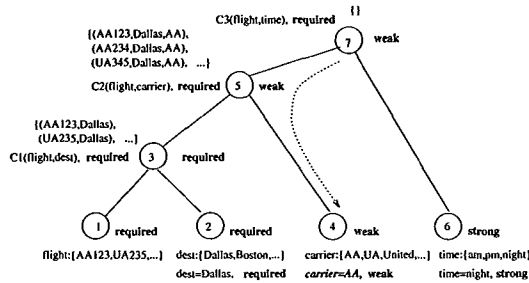 C3(flight,time), required
{}
7
weak
{(AA123,Dallas,AA),
(AA234,Dallas,AA),
(UA345,Dallas,AA), ...}
C2(flight,carrier), required
5
weak
{(AA123,Dallas),
(UA235,Dallas), ...}
C1(flight,dest), required
3
required
1
required
2
required
4
weak
6
strong
flight:{AA123,UA235,...}
dest:{Dallas,Boston,...}
carrier:{AA,UA,United,...}
time:{am,pm,night}
dest=Dallas, required
carrier=AA, weak
time=night, strong